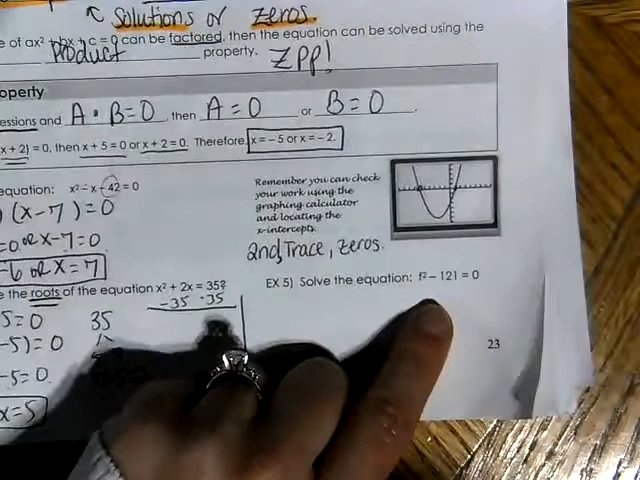 Solutions or zeros.
e of ax² + bx + c = 0 can be factored, then the equation can be solved using the
product property. ZPP!
operty
essions and A • B = 0, then A = 0 or B = 0.
x + 2) = 0, then x + 5 = 0 or x + 2 = 0. Therefore, x = −5 or x = −2.
equation: x² − x − 42 = 0
) (x − 7) = 0
= 0 or x − 7 = 0
−6 or x = 7
Remember you can check
your work using the
graphing calculator
and locating the
x-intercepts.
2nd, Trace, zeros.
e the roots of the equation x² + 2x = 35?
−35 -35
5 = 0
35
−5) = 0
−5 = 0
x = 5
EX 5) Solve the equation: f² − 121 = 0
23